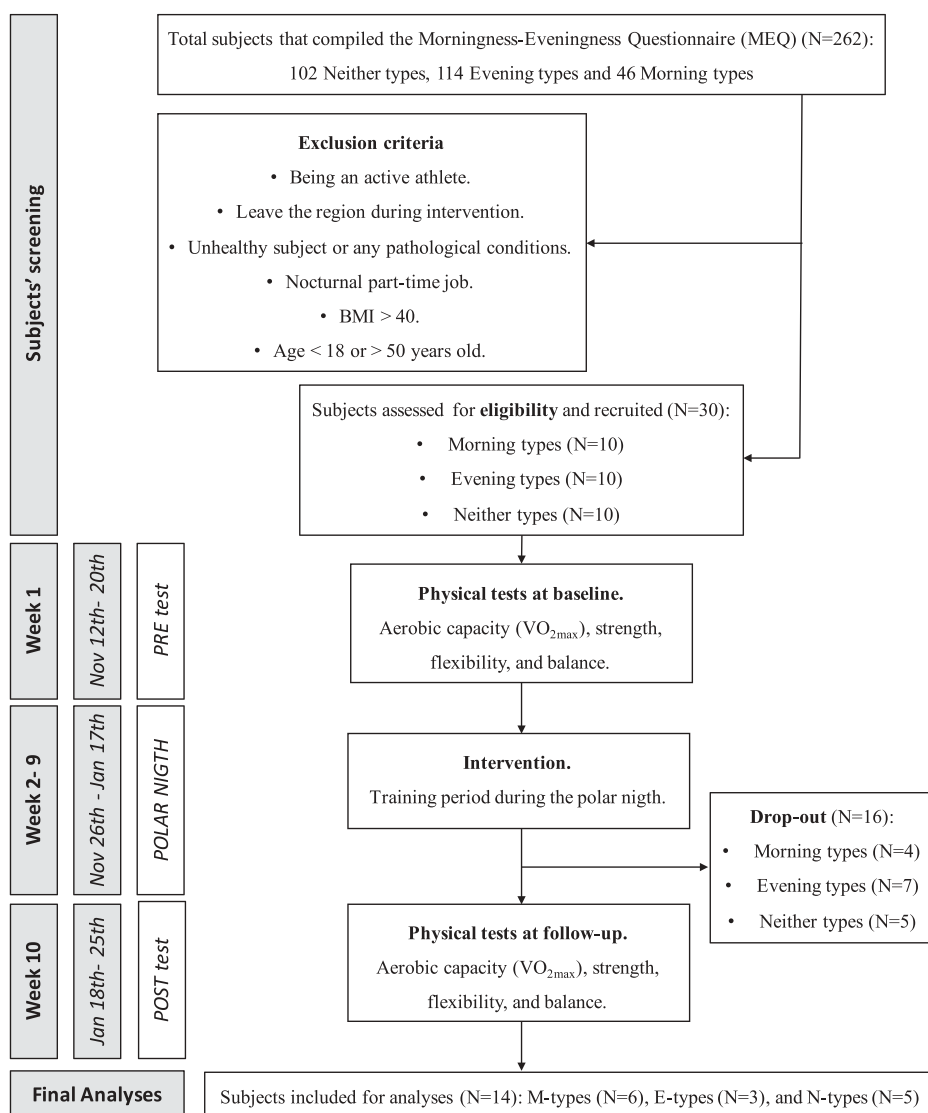 Total subjects that compiled the Morningness-Eveningness Questionnaire (MEQ) (N=262):
102 Neither types, 114 Evening types and 46 Morning types
Subjects' screening
Exclusion criteria
• Being an active athlete.
• Leave the region during intervention.
• Unhealthy subject or any pathological conditions.
• Nocturnal part-time job.
• BMI > 40.
• Age < 18 or > 50 years old.
Subjects assessed for eligibility and recruited (N=30):
• Morning types (N=10)
• Evening types (N=10)
• Neither types (N=10)
Week 1
Nov 12th- 20th
PRE test
Physical tests at baseline.
Aerobic capacity (VO2max), strength,
flexibility, and balance.
Week 2- 9
Nov 26th - Jan 17th
POLAR NIGTH
Intervention.
Training period during the polar nigth.
Drop-out (N=16):
• Morning types (N=4)
• Evening types (N=7)
• Neither types (N=5)
Week 10
Jan 18th- 25th
POST test
Physical tests at follow-up.
Aerobic capacity (VO2max), strength,
flexibility, and balance.
Final Analyses
Subjects included for analyses (N=14): M-types (N=6), E-types (N=3), and N-types (N=5)